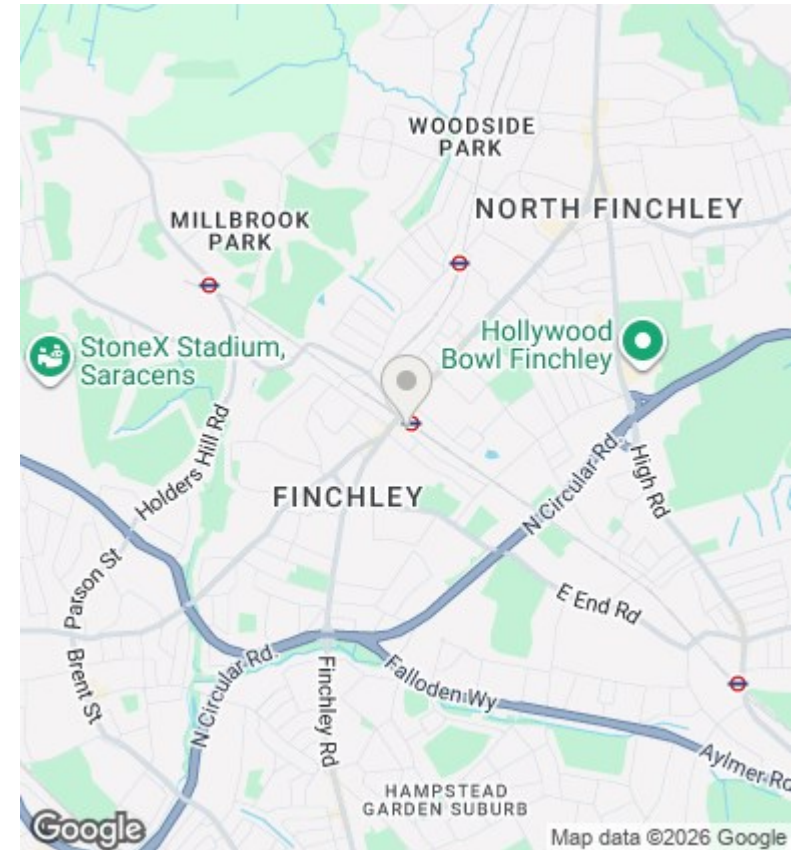 WOODSIDE
PARK
NORTH FINCHLEY
MILLBROOK
PARK
Hollywood
Bowl Finchley
StoneX Stadium,
Saracens
Holders Hill Rd
N Circular Rd.
High Rd
FINCHLEY
Parson St
E End Rd
Brent St
N Circular Rd.
Finchley Rd
Falloden Wy
Aylmer Rd
HAMPSTEAD
GARDEN SUBURB
Google
Map data ©2026 Google